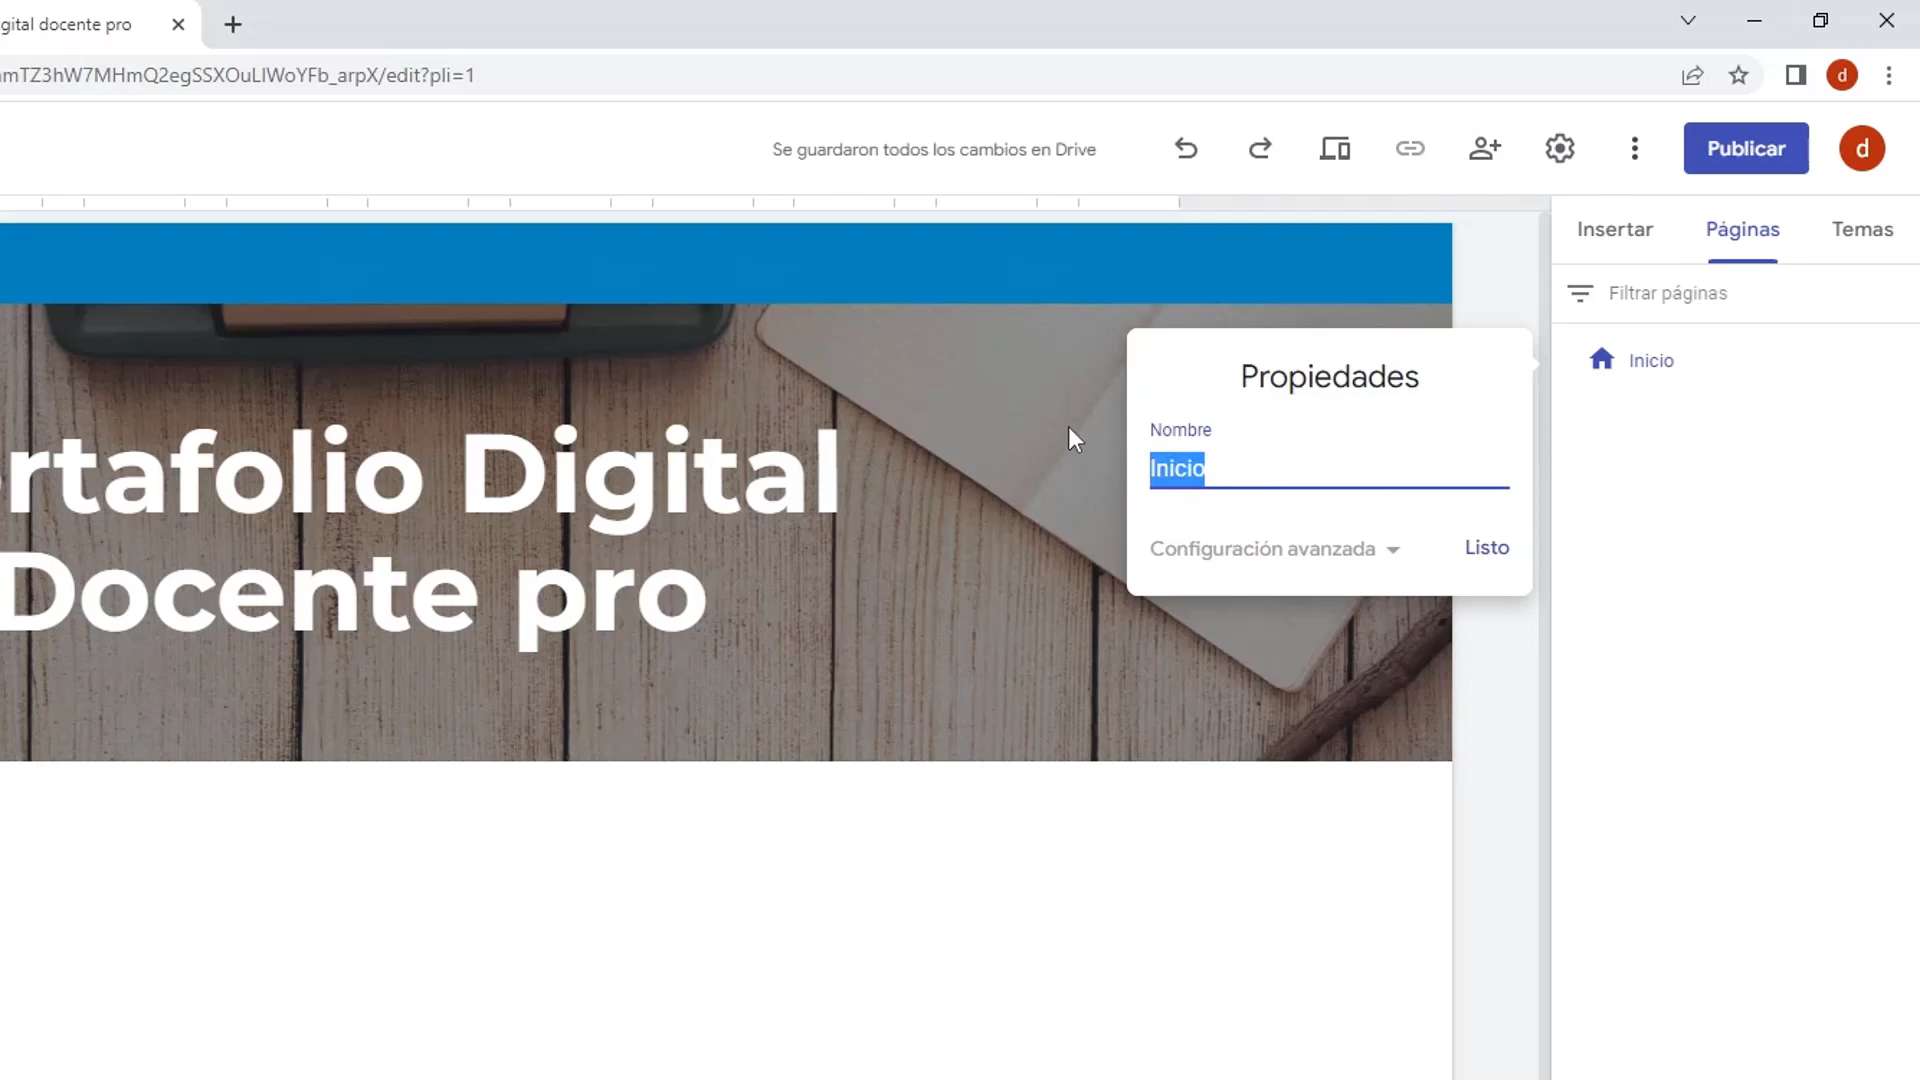 gital docente pro
mTZ3hW7MHmQ2egSSXOuLlWoYFb_arpX/edit?pli=1
d
Se guardaron todos los cambios en Drive
Publicar
d
Insertar
Páginas
Temas
Filtrar páginas
Inicio
Propiedades
Nombre
Inicio
Configuración avanzada
Listo
rtafolio Digital
Docente pro